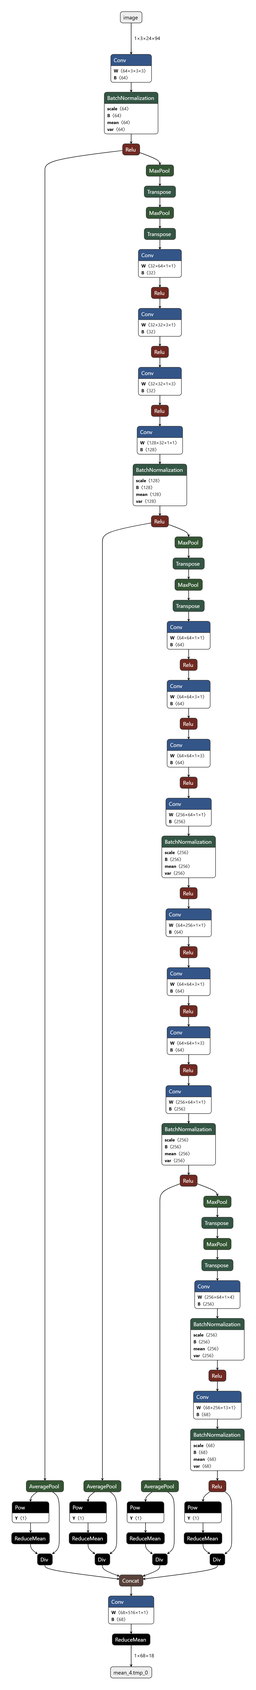 image
1×3×24×94
Conv
W ⟨64×3×3×3⟩
B ⟨64⟩
BatchNormalization
scale ⟨64⟩
B ⟨64⟩
mean ⟨64⟩
var ⟨64⟩
Relu
MaxPool
Transpose
MaxPool
Transpose
Conv
W ⟨32×64×1×1⟩
B ⟨32⟩
Relu
Conv
W ⟨32×32×3×1⟩
B ⟨32⟩
Relu
Conv
W ⟨32×32×1×3⟩
B ⟨32⟩
Relu
Conv
W ⟨128×32×1×1⟩
B ⟨128⟩
BatchNormalization
scale ⟨128⟩
B ⟨128⟩
mean ⟨128⟩
var ⟨128⟩
Relu
MaxPool
Transpose
MaxPool
Transpose
Conv
W ⟨64×64×1×1⟩
B ⟨64⟩
Relu
Conv
W ⟨64×64×3×1⟩
B ⟨64⟩
Relu
Conv
W ⟨64×64×1×3⟩
B ⟨64⟩
Relu
Conv
W ⟨256×64×1×1⟩
B ⟨256⟩
BatchNormalization
scale ⟨256⟩
B ⟨256⟩
mean ⟨256⟩
var ⟨256⟩
Relu
Conv
W ⟨64×256×1×1⟩
B ⟨64⟩
Relu
Conv
W ⟨64×64×3×1⟩
B ⟨64⟩
Relu
Conv
W ⟨64×64×1×3⟩
B ⟨64⟩
Relu
Conv
W ⟨256×64×1×1⟩
B ⟨256⟩
BatchNormalization
scale ⟨256⟩
B ⟨256⟩
mean ⟨256⟩
var ⟨256⟩
Relu
MaxPool
Transpose
MaxPool
Transpose
Conv
W ⟨256×64×1×4⟩
B ⟨256⟩
BatchNormalization
scale ⟨256⟩
B ⟨256⟩
mean ⟨256⟩
var ⟨256⟩
Relu
Conv
W ⟨68×256×13×1⟩
B ⟨68⟩
BatchNormalization
scale ⟨68⟩
B ⟨68⟩
mean ⟨68⟩
var ⟨68⟩
AveragePool AveragePool AveragePool Relu
Pow Pow Pow Pow
Y ⟨1⟩ Y ⟨1⟩ Y ⟨1⟩ Y ⟨1⟩
ReduceMean ReduceMean ReduceMean ReduceMean
Div Div Div Div
Concat
Conv
W ⟨68×516×1×1⟩
B ⟨68⟩
ReduceMean
1×68×18
mean_4.tmp_0